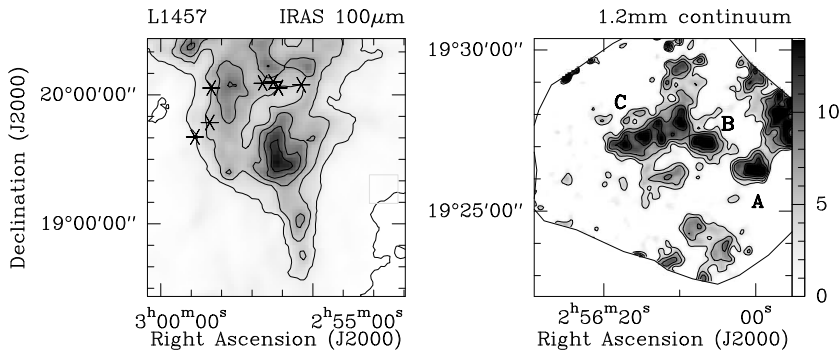 L1457 IRAS 100μm
1.2mm continuum
Declination (J2000)
20°00′00″
19°00′00″
3ʰ00ᵐ00ˢ 2ʰ55ᵐ00ˢ
Right Ascension (J2000)
19°30′00″
19°25′00″
C
B
A
10
5
0
2ʰ56ᵐ20ˢ 00ˢ
Right Ascension (J2000)